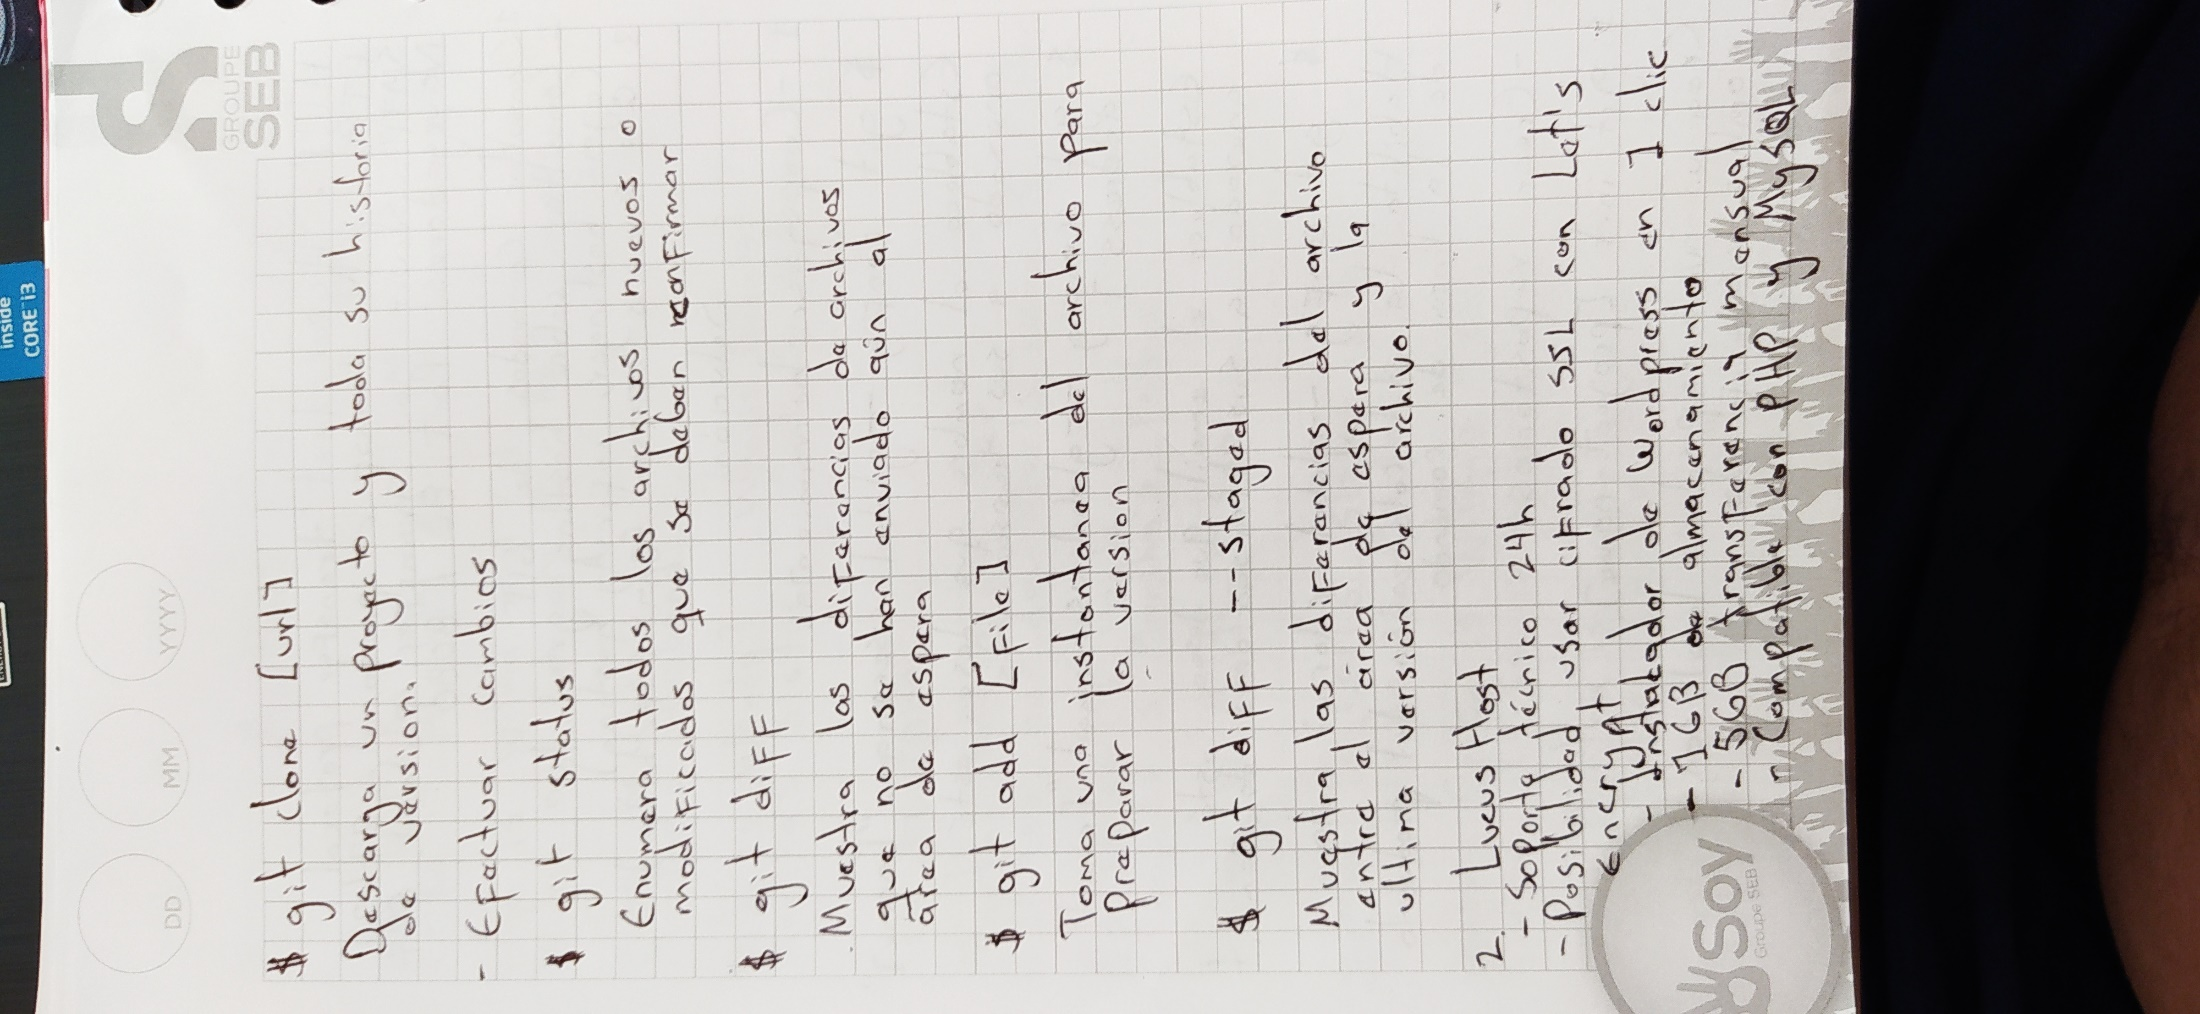 inside
CORE i3
DD
MM
YYYY
GROUPE
SEB
$ git clone [url]
Descarga un proyecto y toda su historia
de version.
- Efactuar cambios
$ git status
Enumera todos los archivos nuevos o
modificados que se deban confirmar
$ git diff
Muestra las diferencias de archivos
que no se han enviado aún al
área de espera
$ git add [File]
Toma una instantanea del archivo para
preparar la version
$ git diff --staged
Muestra las diferencias del archivo
entre el área de espera y la
ultima versión del archivo.
2. Lucus Host
- Soporte técnico 24h
- Posibilidad usar cifrado SSL con Let's
Encrypt
- Instalador de Wordpress en 1 clic
- 1GB de almacenamiento
- 5GB transferencia mensual
Compatible con PHP y MySQL
Soy
Groupe SEB